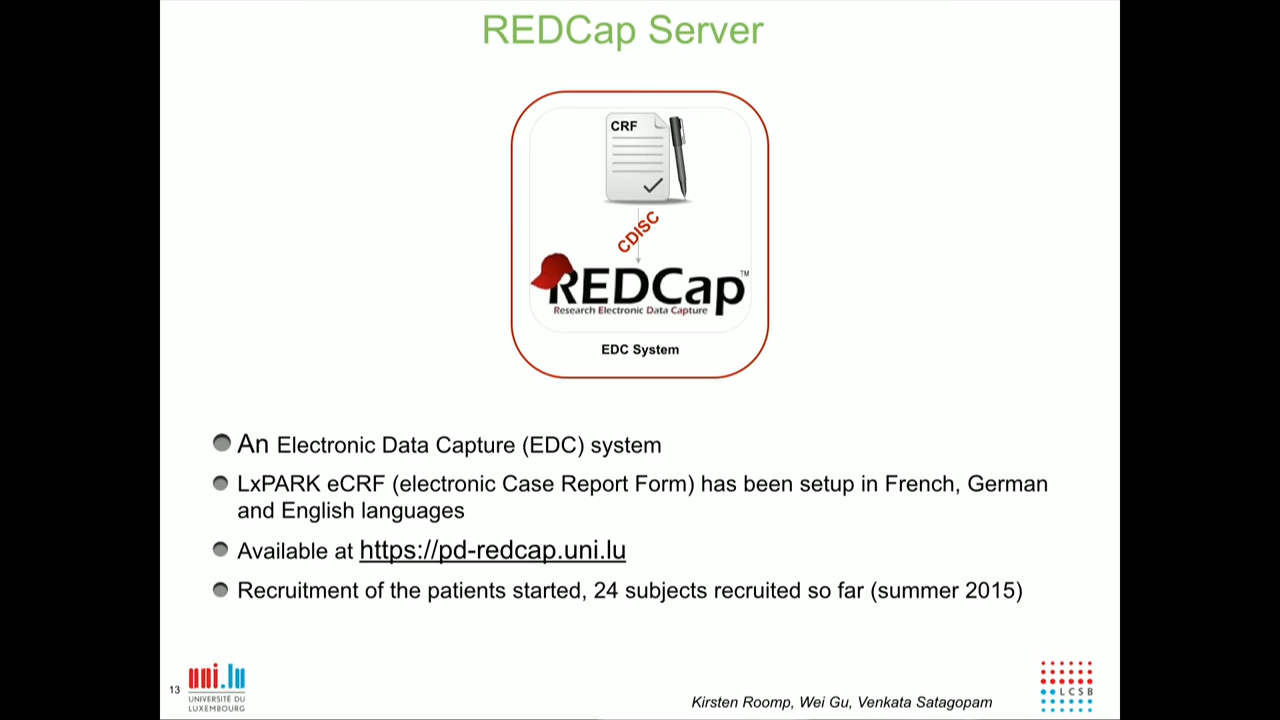 REDCap Server
CRF
CDISC
REDCap™
Research Electronic Data Capture
EDC System
An Electronic Data Capture (EDC) system
LxPARK eCRF (electronic Case Report Form) has been setup in French, German
and English languages
Available at https://pd-redcap.uni.lu
Recruitment of the patients started, 24 subjects recruited so far (summer 2015)
13
uni.lu
UNIVERSITÉ DU
LUXEMBOURG
Kirsten Roomp, Wei Gu, Venkata Satagopam
LCSB